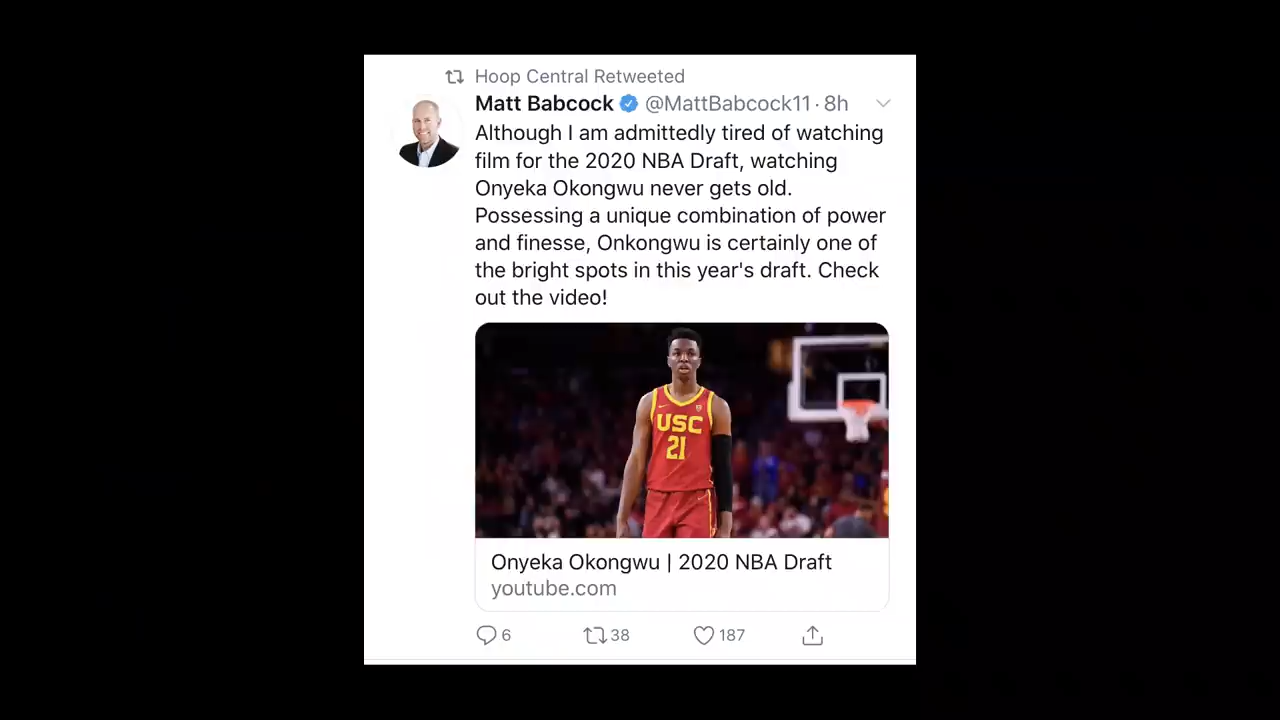 Hoop Central Retweeted
Matt Babcock @MattBabcock11 · 8h
Although I am admittedly tired of watching
film for the 2020 NBA Draft, watching
Onyeka Okongwu never gets old.
Possessing a unique combination of power
and finesse, Onkongwu is certainly one of
the bright spots in this year's draft. Check
out the video!
USC
21
Onyeka Okongwu | 2020 NBA Draft
youtube.com
6 38 187